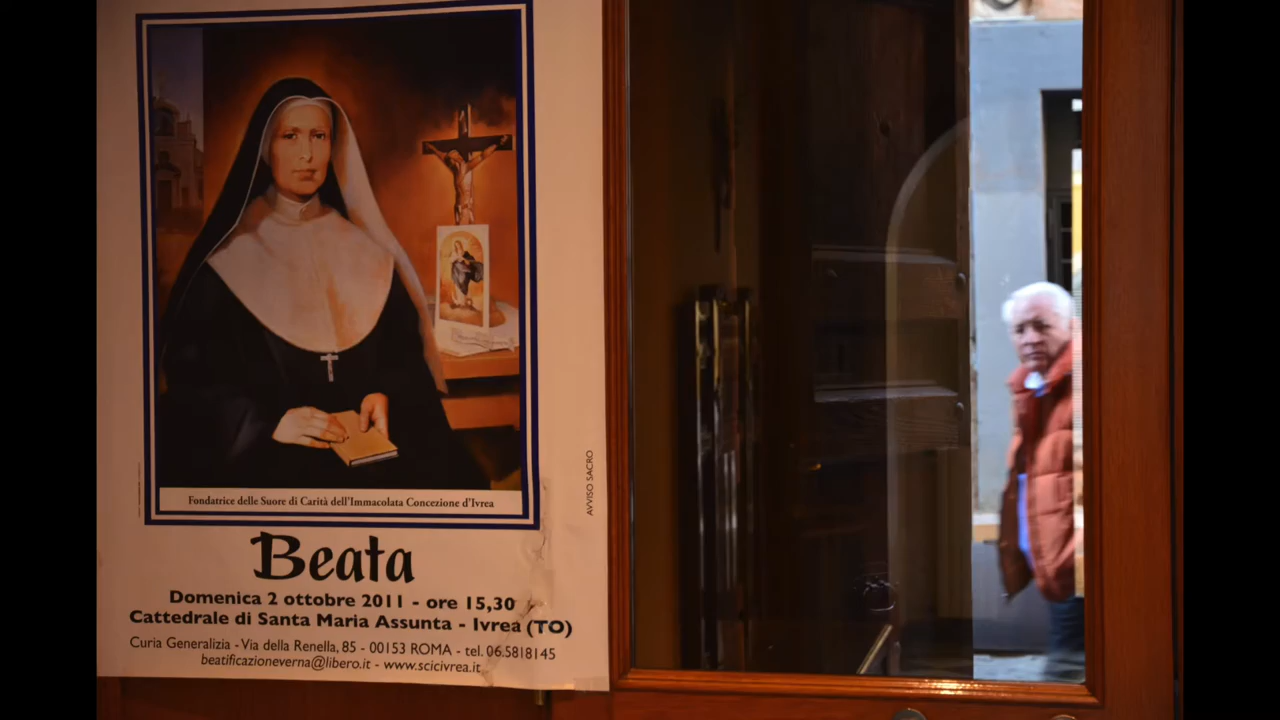 Fondatrice delle Suore di Carità dell'Immacolata Concezione d'Ivrea
AVVISO SACRO
Beata
Domenica 2 ottobre 2011 - ore 15,30
Cattedrale di Santa Maria Assunta - Ivrea (TO)
Curia Generalizia - Via della Renella, 85 - 00153 ROMA - tel. 06.5818145
beatificazioneverna@libero.it - www.scicivrea.it